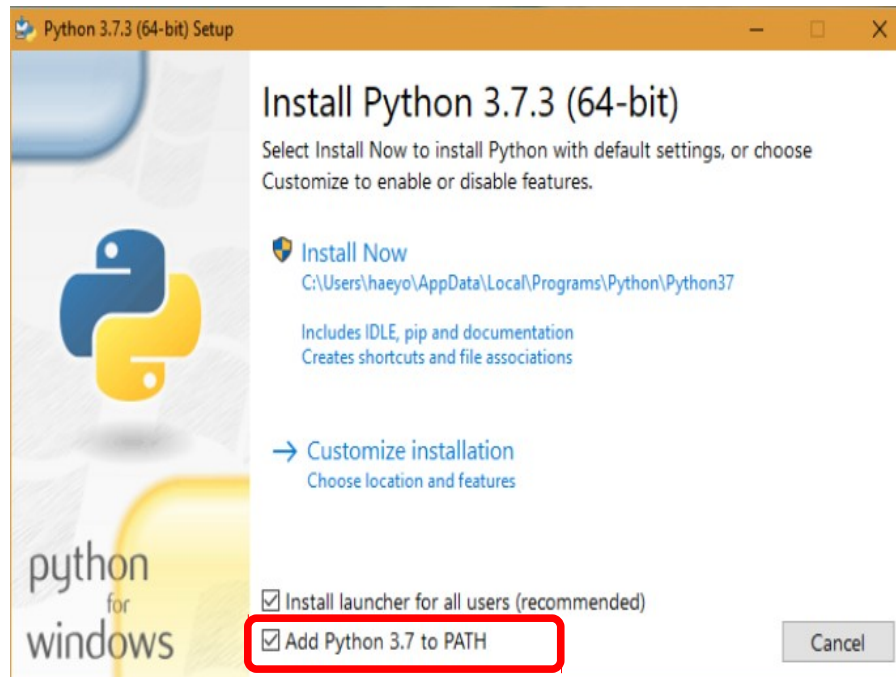 Python 3.7.3 (64-bit) Setup
Install Python 3.7.3 (64-bit)
Select Install Now to install Python with default settings, or choose
Customize to enable or disable features.
Install Now
C:\Users\haeyo\AppData\Local\Programs\Python\Python37
Includes IDLE, pip and documentation
Creates shortcuts and file associations
Customize installation
Choose location and features
python
for
windows
Install launcher for all users (recommended)
Add Python 3.7 to PATH
Cancel